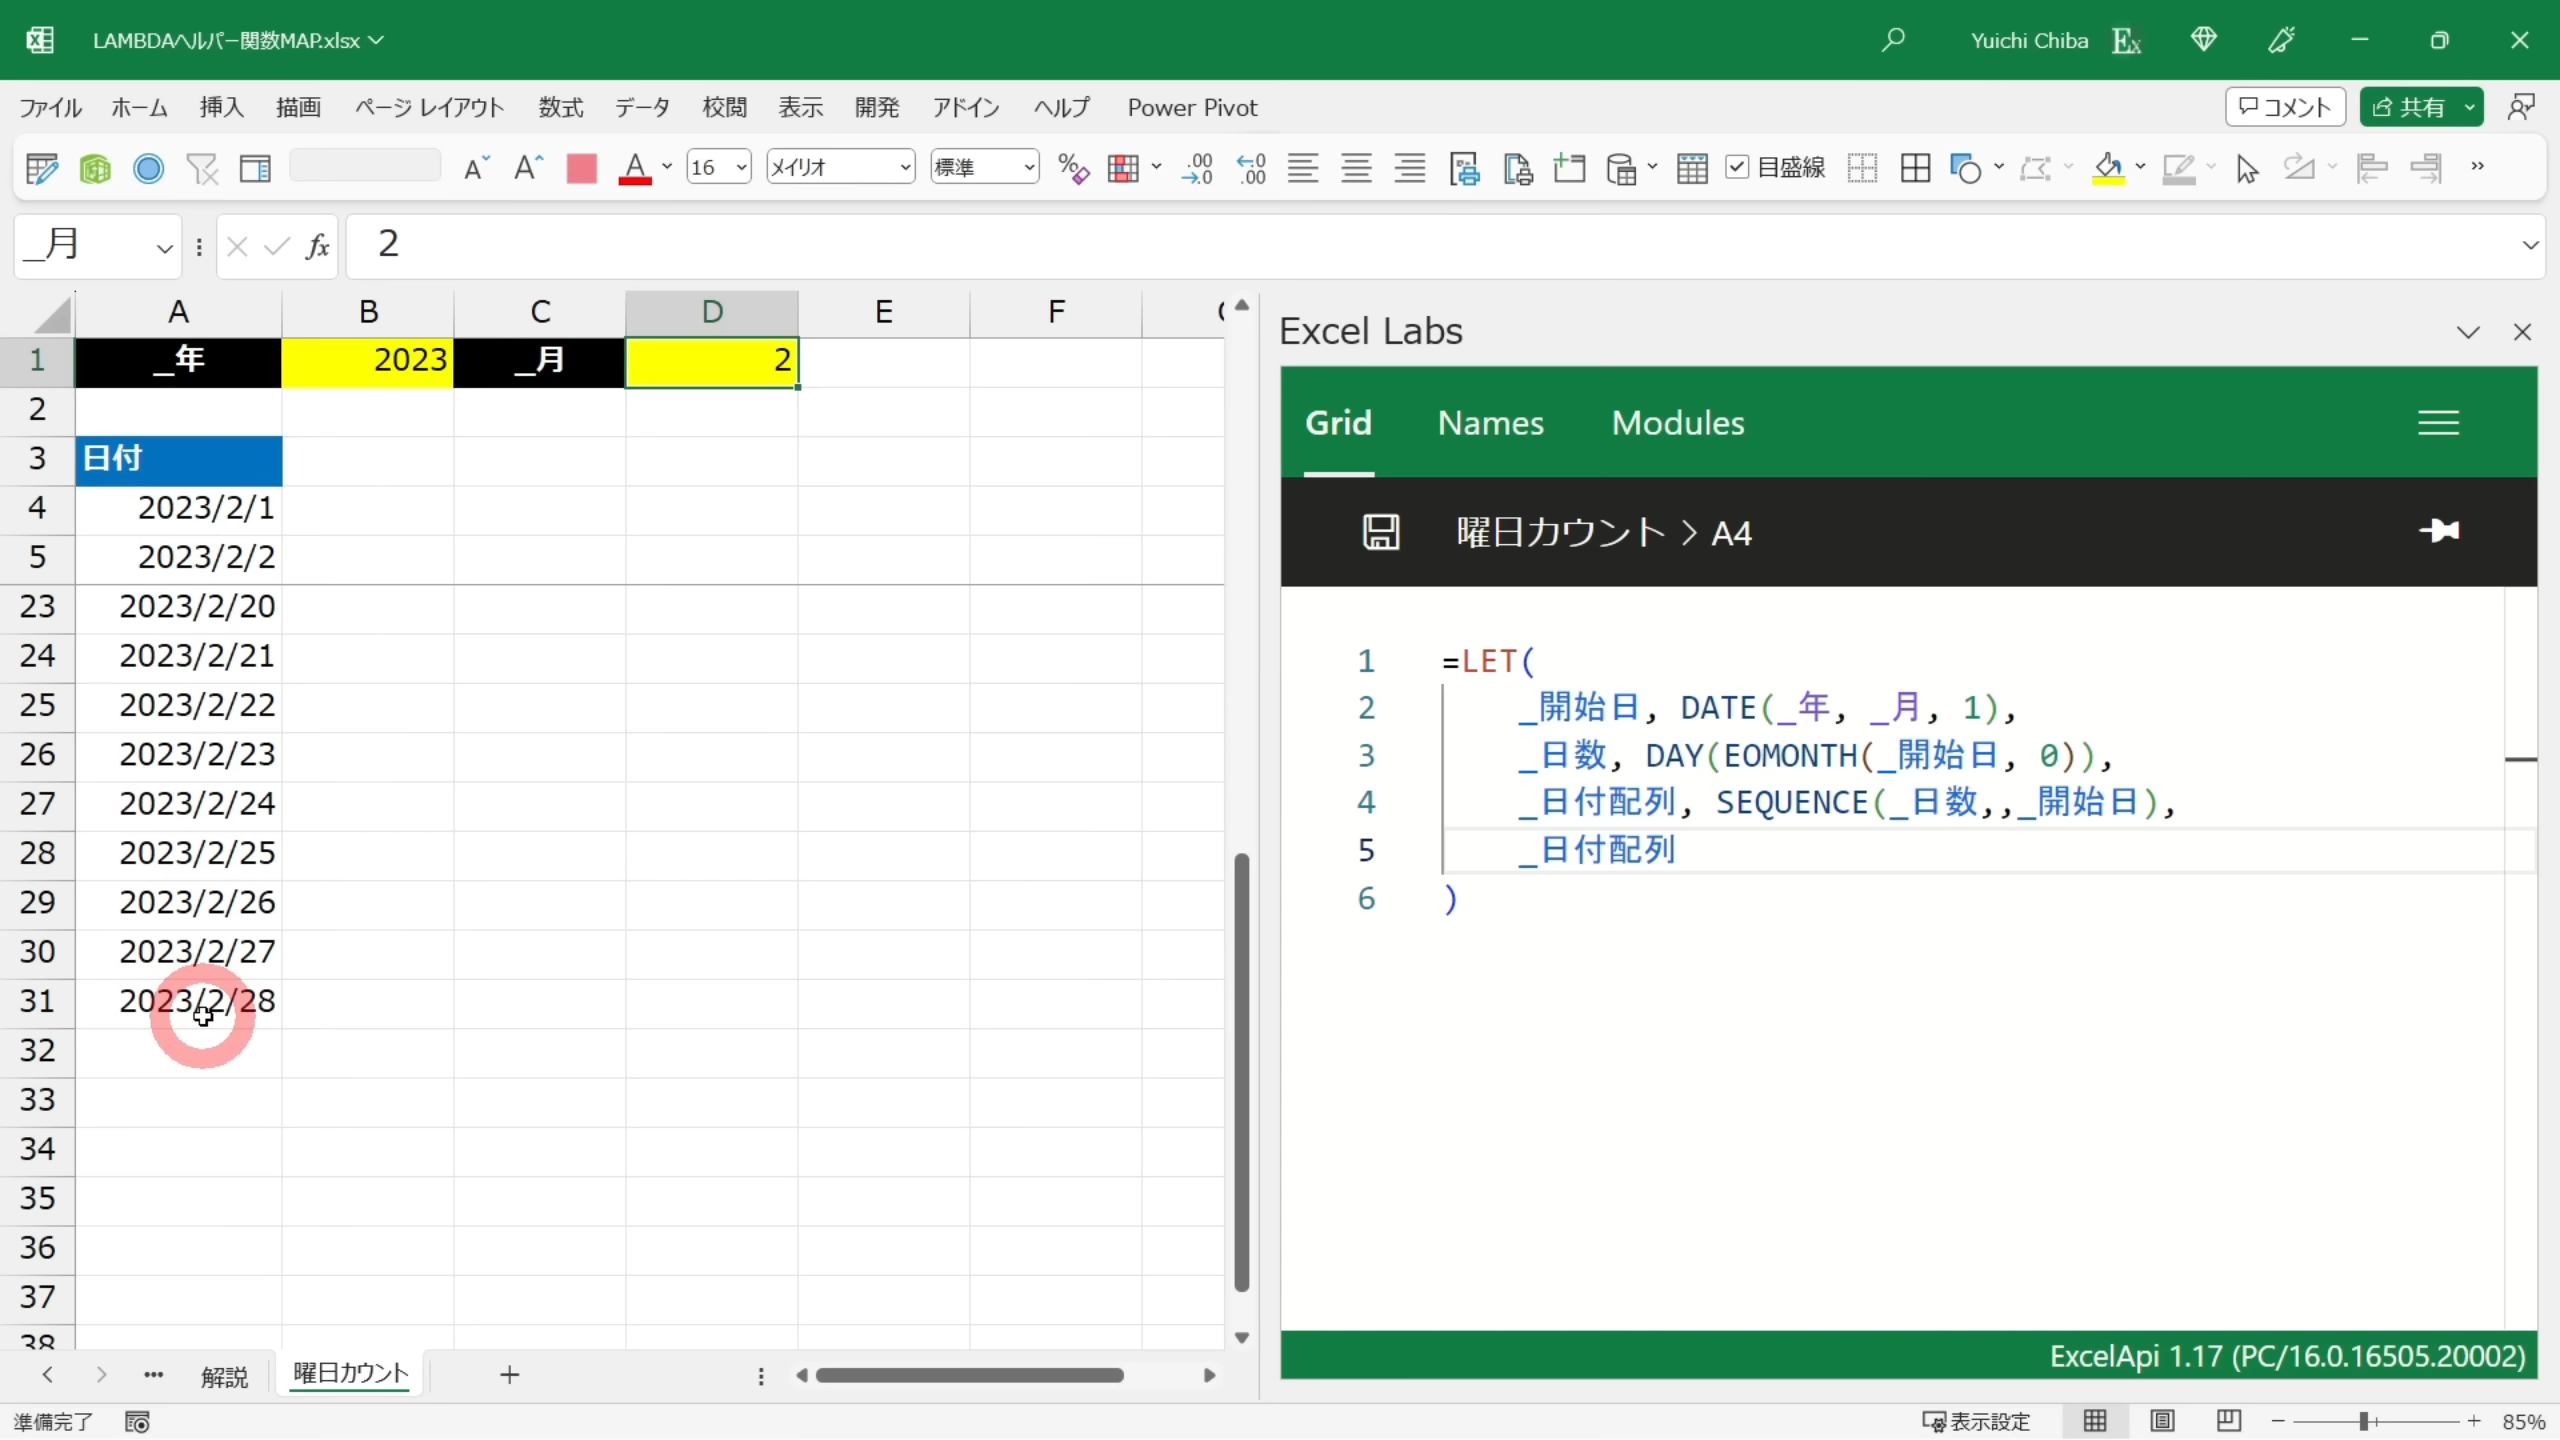 LAMBDAヘルパー関数MAP.xlsx
Yuichi Chiba
ファイル ホーム 挿入 描画 ページ レイアウト 数式 データ 校閲 表示 開発 アドイン ヘルプ Power Pivot
コメント 共有
A A A 16 メイリオ 標準 % .00 →.0 ←.0 .00 目盛線
_月 fx 2
A B C D E F
1 _年 2023 _月 2
2
3 日付
4 2023/2/1
5 2023/2/2
23 2023/2/20
24 2023/2/21
25 2023/2/22
26 2023/2/23
27 2023/2/24
28 2023/2/25
29 2023/2/26
30 2023/2/27
31 2023/2/28
32
33
34
35
36
37
38
解説 曜日カウント
準備完了
表示設定 85%
Excel Labs
Grid Names Modules
曜日カウント > A4
1 =LET(
2 _開始日, DATE(_年, _月, 1),
3 _日数, DAY(EOMONTH(_開始日, 0)),
4 _日付配列, SEQUENCE(_日数,,_開始日),
5 _日付配列
6 )
ExcelApi 1.17 (PC/16.0.16505.20002)